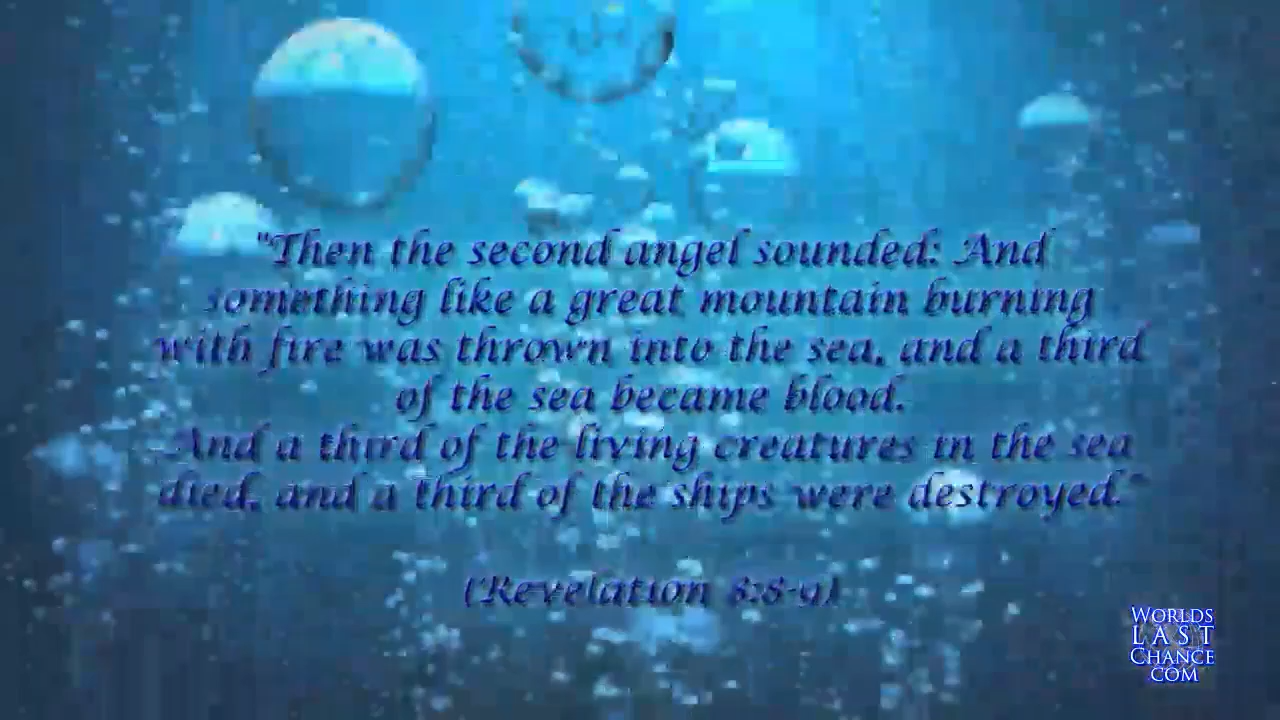 "Then the second angel sounded: And
something like a great mountain burning
with fire was thrown into the sea, and a third
of the sea became blood.
And a third of the living creatures in the sea
died, and a third of the ships were destroyed."
(Revelation 8:8-9)
WORLDS
LAST
CHANCE
.COM